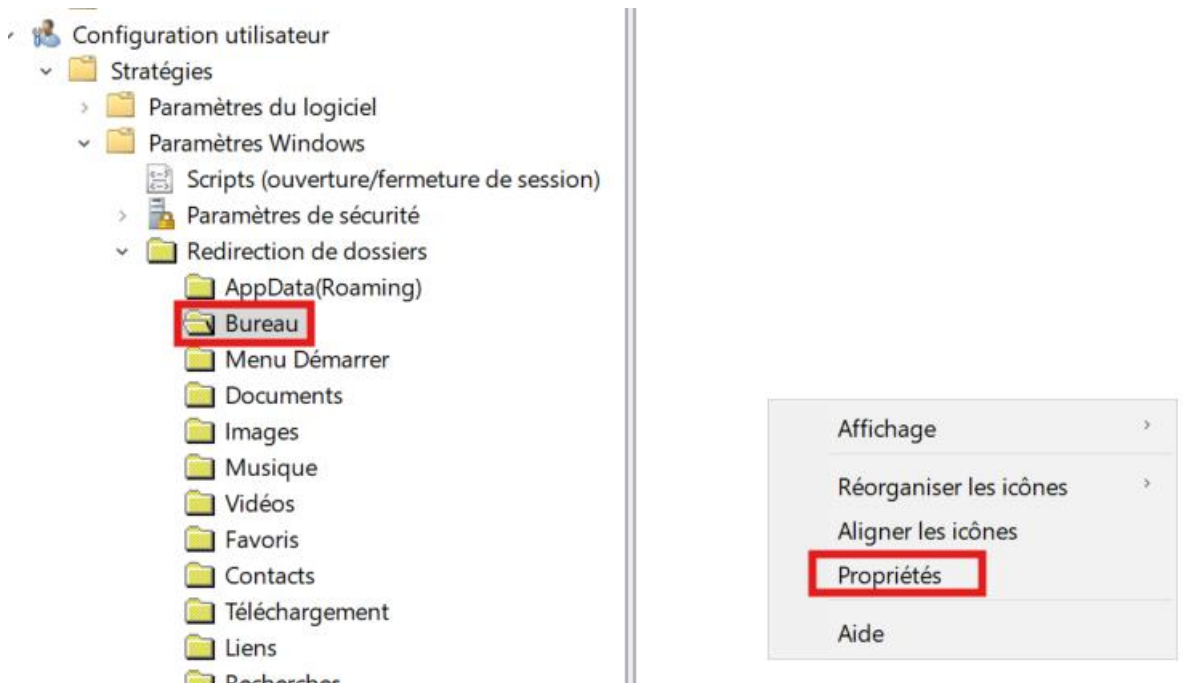 Configuration utilisateur
Stratégies
Paramètres du logiciel
Paramètres Windows
Scripts (ouverture/fermeture de session)
Paramètres de sécurité
Redirection de dossiers
AppData(Roaming)
Bureau
Menu Démarrer
Documents
Images
Musique
Vidéos
Favoris
Contacts
Téléchargement
Liens
Recherches
Affichage
Réorganiser les icônes
Aligner les icônes
Propriétés
Aide